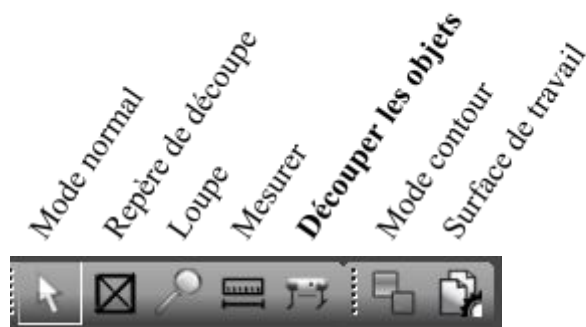 Mode normal
Repère de découpe
Loupe
Mesurer
Découper les objets
Mode contour
Surface de travail